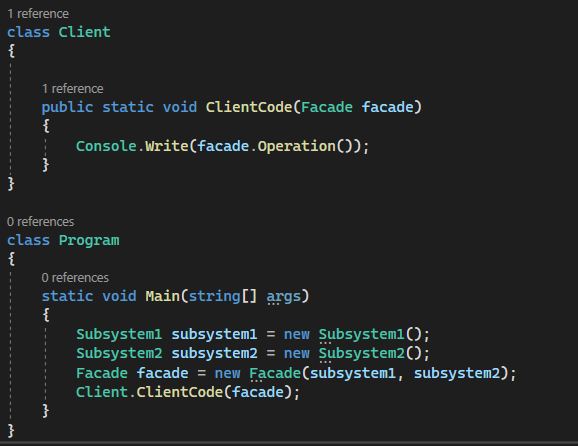 1 reference
class Client
{
1 reference
public static void ClientCode(Facade facade)
{
Console.Write(facade.Operation());
}
}
0 references
class Program
{
0 references
static void Main(string[] args)
{
Subsystem1 subsystem1 = new Subsystem1();
Subsystem2 subsystem2 = new Subsystem2();
Facade facade = new Facade(subsystem1, subsystem2);
Client.ClientCode(facade);
}
}